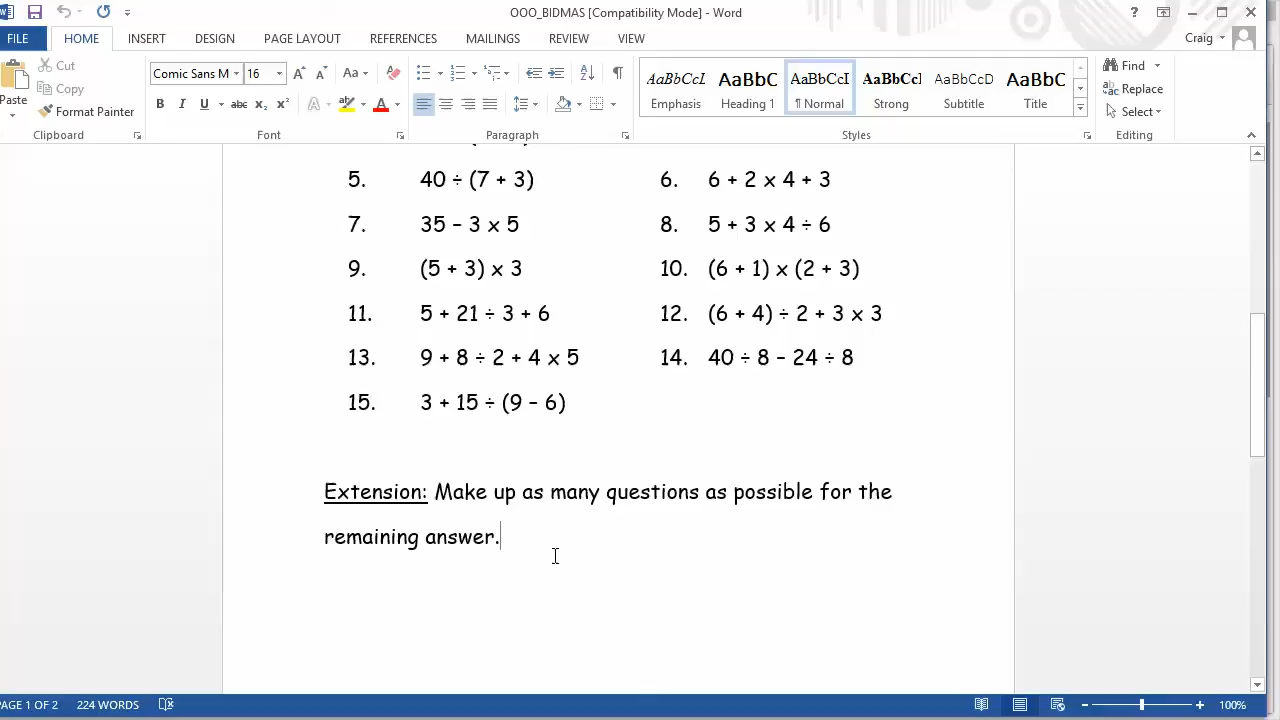 OOO_BIDMAS [Compatibility Mode] - Word
FILE HOME INSERT DESIGN PAGE LAYOUT REFERENCES MAILINGS REVIEW VIEW Craig
Cut
Copy
Paste
Format Painter
Clipboard
Comic Sans M 16
Aa
B I U abc x₂ x² A A
Font
Paragraph
AaBbCcI AaBbC AaBbCcI AaBbCcl AaBbCcD AaBbC
Emphasis Heading 1 ¶ Normal Strong Subtitle Title
Styles
Find
Replace
Select
Editing
5. 40 ÷ (7 + 3) 6. 6 + 2 x 4 + 3
7. 35 – 3 x 5 8. 5 + 3 x 4 ÷ 6
9. (5 + 3) x 3 10. (6 + 1) x (2 + 3)
11. 5 + 21 ÷ 3 + 6 12. (6 + 4) ÷ 2 + 3 x 3
13. 9 + 8 ÷ 2 + 4 x 5 14. 40 ÷ 8 – 24 ÷ 8
15. 3 + 15 ÷ (9 – 6)
Extension: Make up as many questions as possible for the
remaining answer.
PAGE 1 OF 2 224 WORDS 100%